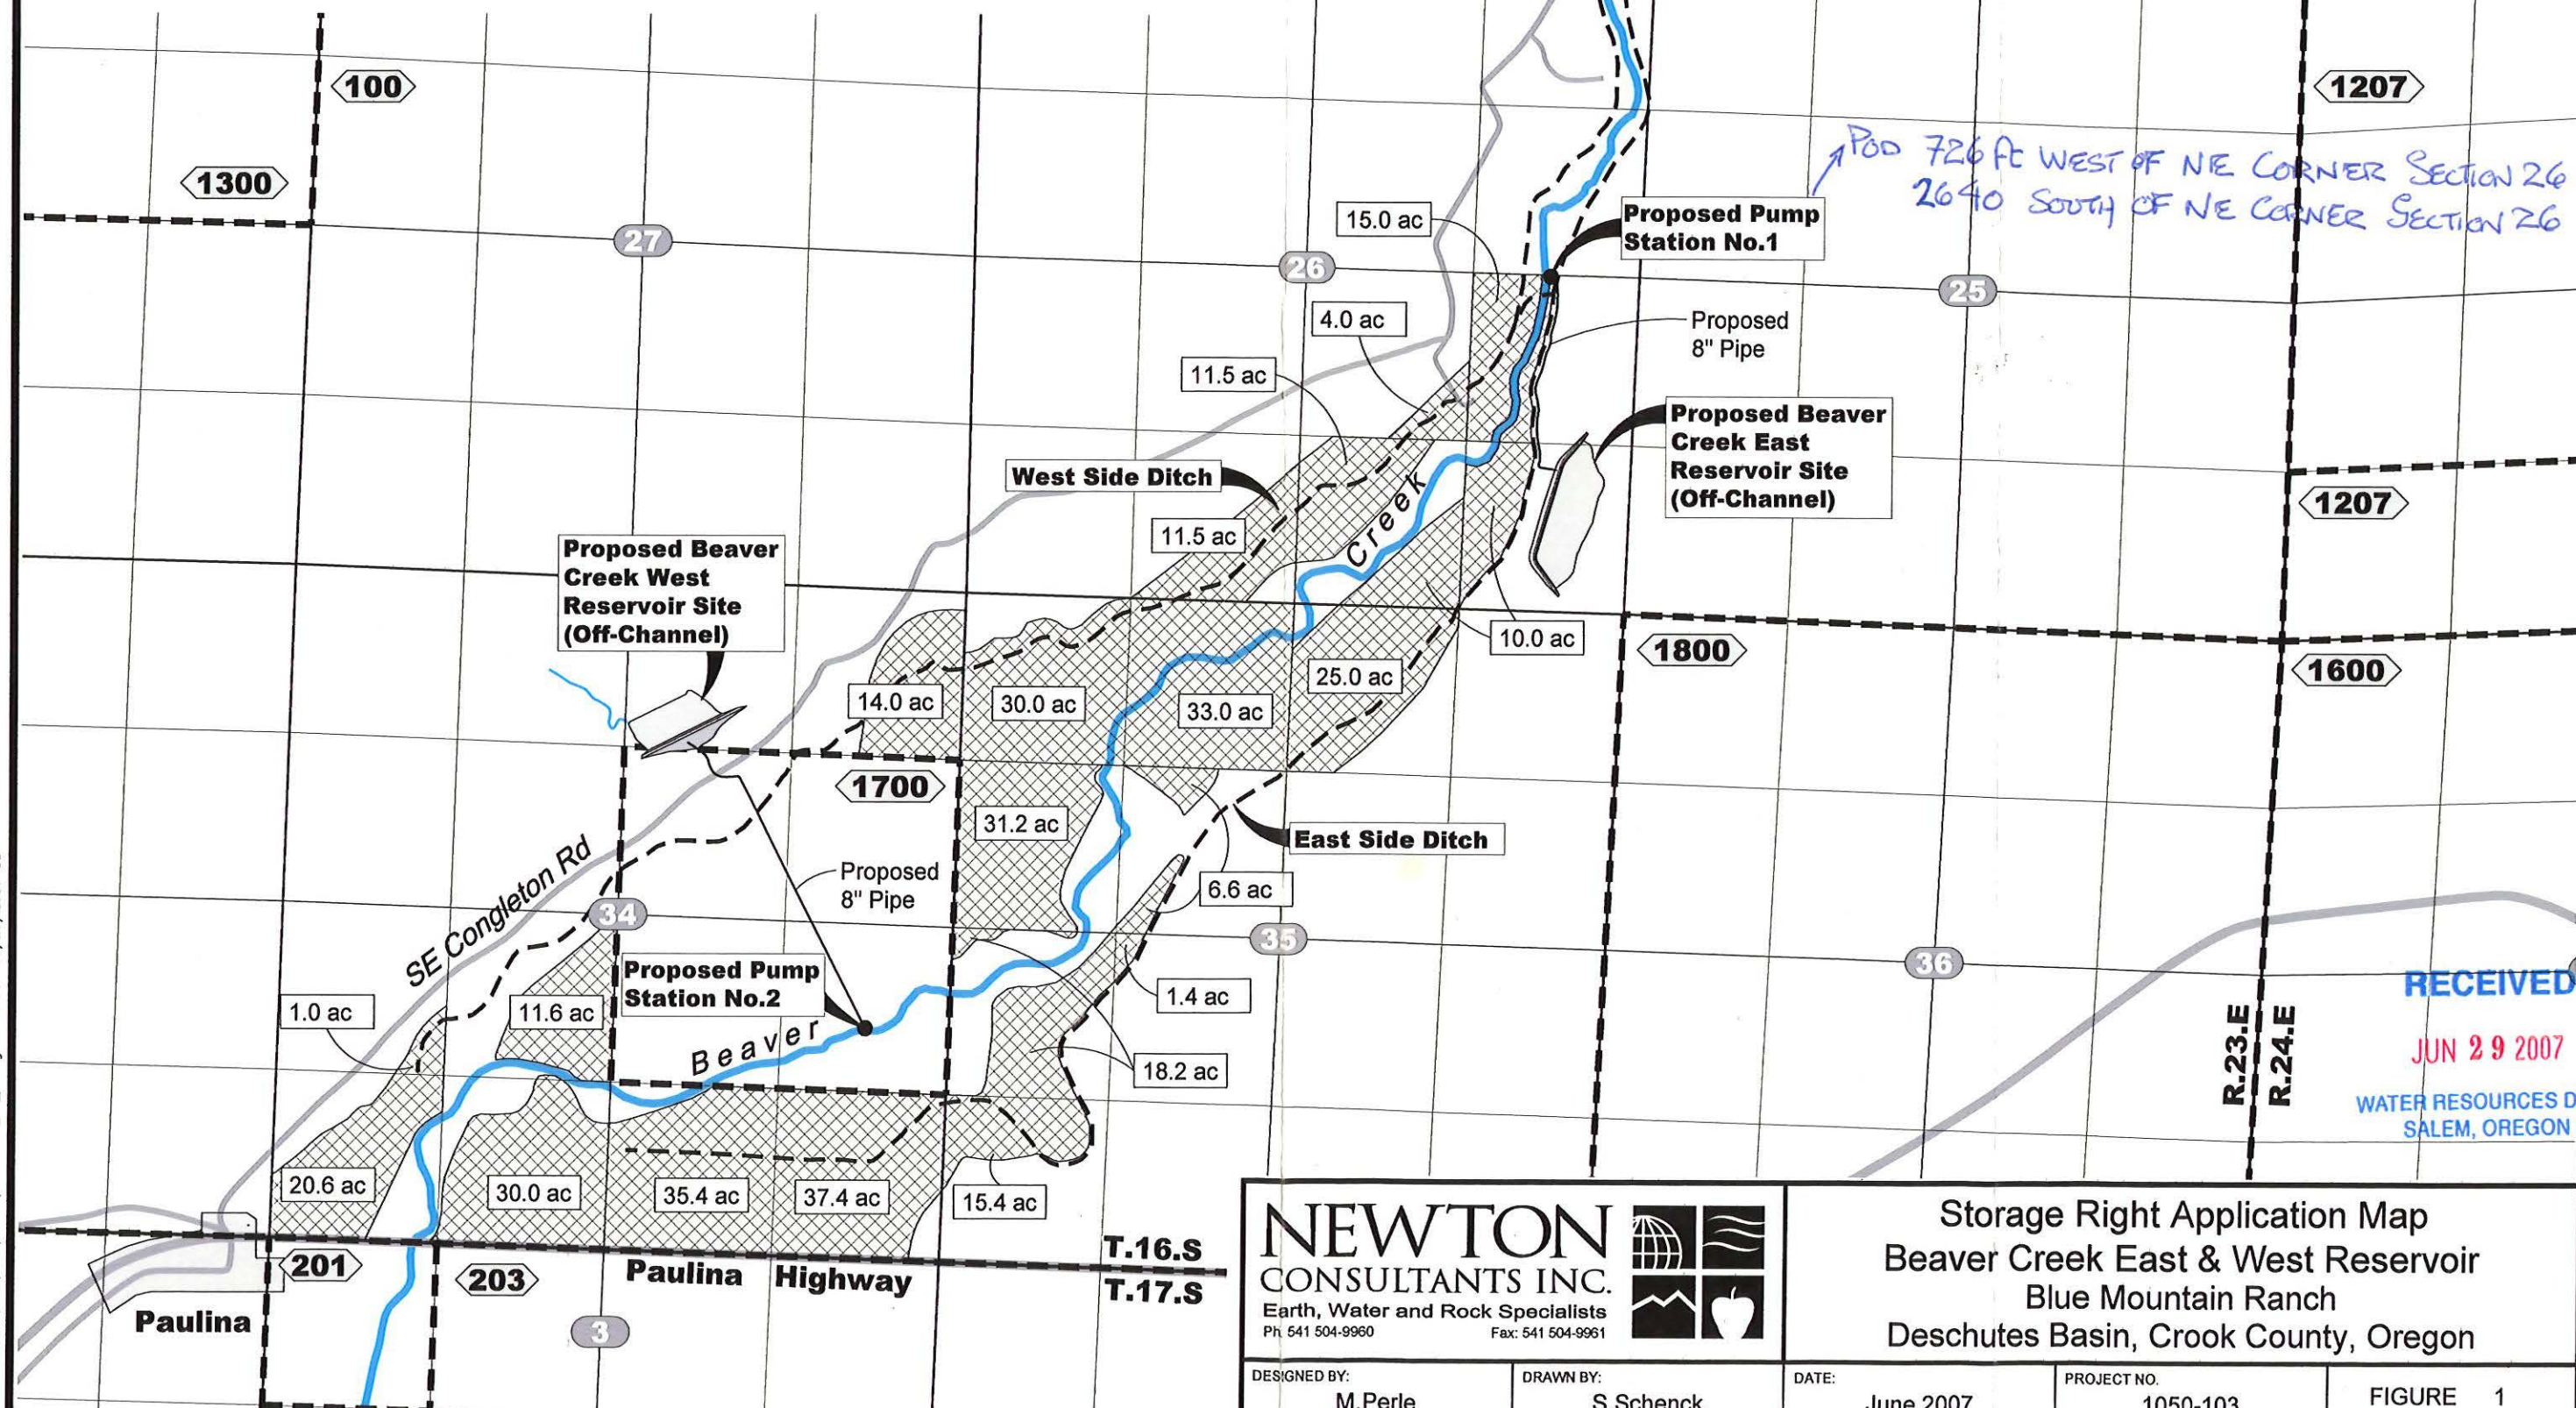 100
1207
1300
POD 726 ft WEST OF NE CORNER SECTION 26
2640 SOUTH OF NE CORNER SECTION 26
15.0 ac
Proposed Pump
Station No.1
27
26
25
4.0 ac
Proposed
8" Pipe
11.5 ac
Proposed Beaver
Creek East
Reservoir Site
(Off-Channel)
West Side Ditch
1207
Creek
11.5 ac
Proposed Beaver
Creek West
Reservoir Site
(Off-Channel)
10.0 ac
1800
1600
25.0 ac
14.0 ac
30.0 ac
33.0 ac
1700
31.2 ac
East Side Ditch
SE Congleton Rd
Proposed
8" Pipe
6.6 ac
34
35
36
Proposed Pump
Station No.2
RECEIVED
1.0 ac
11.6 ac
1.4 ac
R.23.E
R.24.E
JUN 29 2007
Beaver
18.2 ac
WATER RESOURCES D
SALEM, OREGON
20.6 ac
30.0 ac
35.4 ac
37.4 ac
15.4 ac
T.16.S
T.17.S
201
203
Paulina Highway
Paulina
3
NEWTON
CONSULTANTS INC.
Earth, Water and Rock Specialists
Ph 541 504-9960 Fax: 541 504-9961
Storage Right Application Map
Beaver Creek East & West Reservoir
Blue Mountain Ranch
Deschutes Basin, Crook County, Oregon
DESIGNED BY:
M.Perle
DRAWN BY:
S.Schenck
DATE:
June 2007
PROJECT NO.
1050-103
FIGURE 1